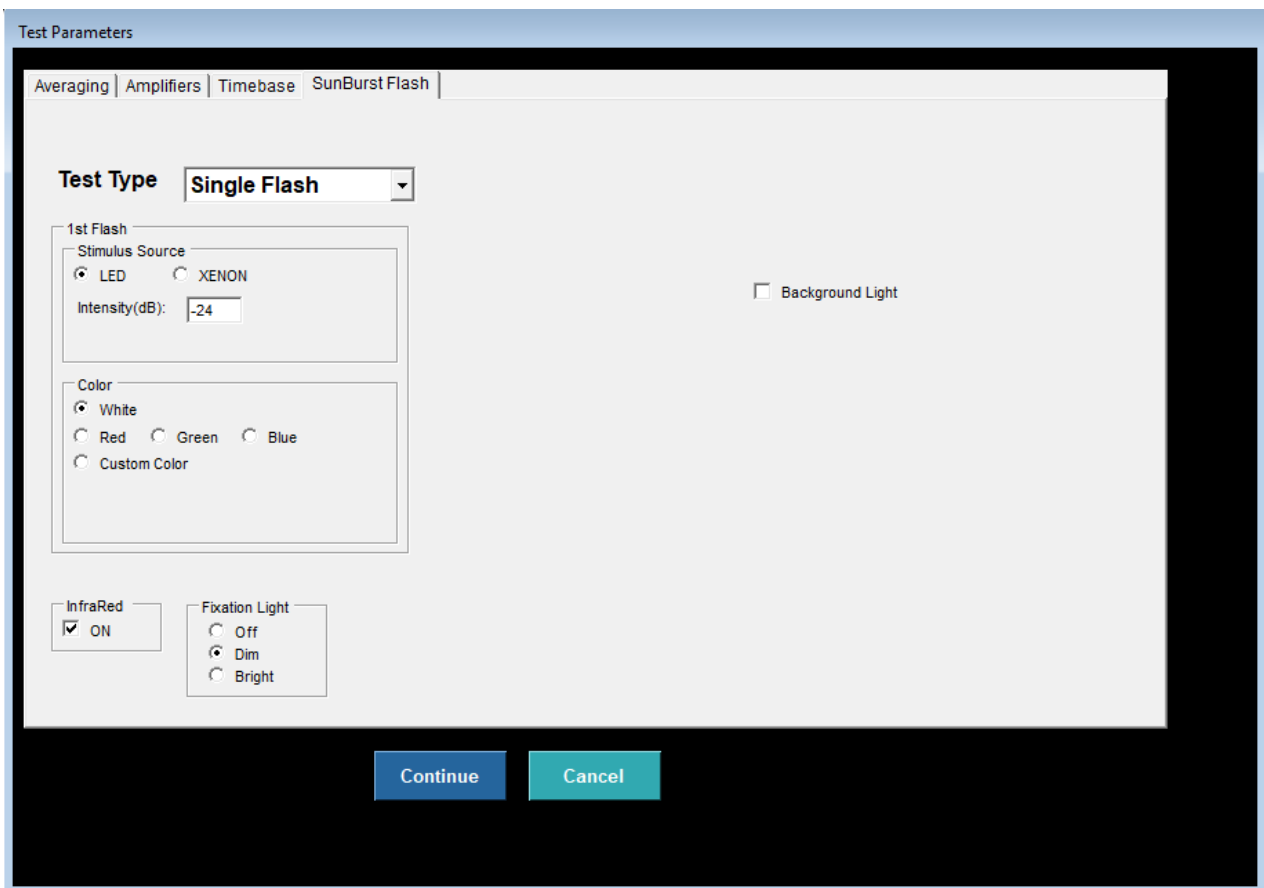 Test Parameters
Averaging Amplifiers Timebase SunBurst Flash
Test Type Single Flash
1st Flash
Stimulus Source
LED XENON
Intensity(dB): -24
Background Light
Color
White
Red Green Blue
Custom Color
InfraRed
ON
Fixation Light
Off
Dim
Bright
Continue Cancel